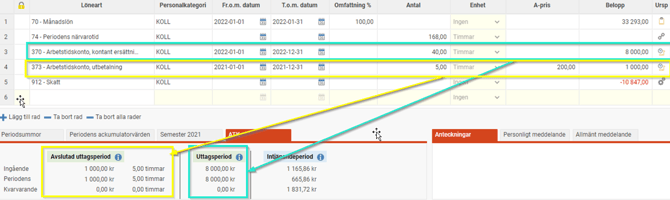 Löneart Personalkategori Fr.o.m. datum T.o.m. datum Omfattning % Antal Enhet A-pris Belopp Ursp
1 70 - Månadslön KOLL 2022-01-01 2022-01-31 100,00 Ingen 33 293,00
2 74 - Periodens närvarotid KOLL 168,00 Timmar
3 370 - Arbetstidskonto, kontant ersättni... KOLL 2022-01-01 2022-12-31 40,00 Timmar 8 000,00
4 373 - Arbetstidskonto, utbetalning KOLL 2021-01-01 2021-12-31 5,00 Timmar 200,00 1 000,00
5 912 - Skatt KOLL Ingen -10 847,00
6 Ingen
Lägg till rad Ta bort rad Ta bort alla rader
Periodsummor Periodens ackumulatorvärden Semester 2021 Anteckningar Personligt meddelande Allmänt meddelande
Avslutad uttagsperiod Uttagsperiod Intjänandeperiod
Ingående 1 000,00 kr 5,00 timmar 8 000,00 kr 1 165,86 kr
Periodens 1 000,00 kr 5,00 timmar 8 000,00 kr 665,86 kr
Kvarvarande 0,00 kr 0,00 timmar 0,00 kr 1 831,72 kr